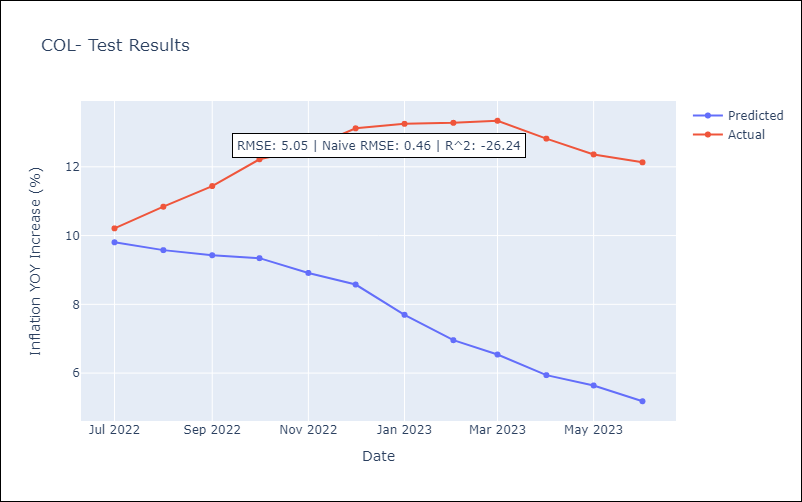 COL- Test Results
Predicted
Actual
RMSE: 5.05 | Naive RMSE: 0.46 | R^2: -26.24
12
10
8
6
Inflation YOY Increase (%)
Jul 2022
Sep 2022
Nov 2022
Jan 2023
Mar 2023
May 2023
Date